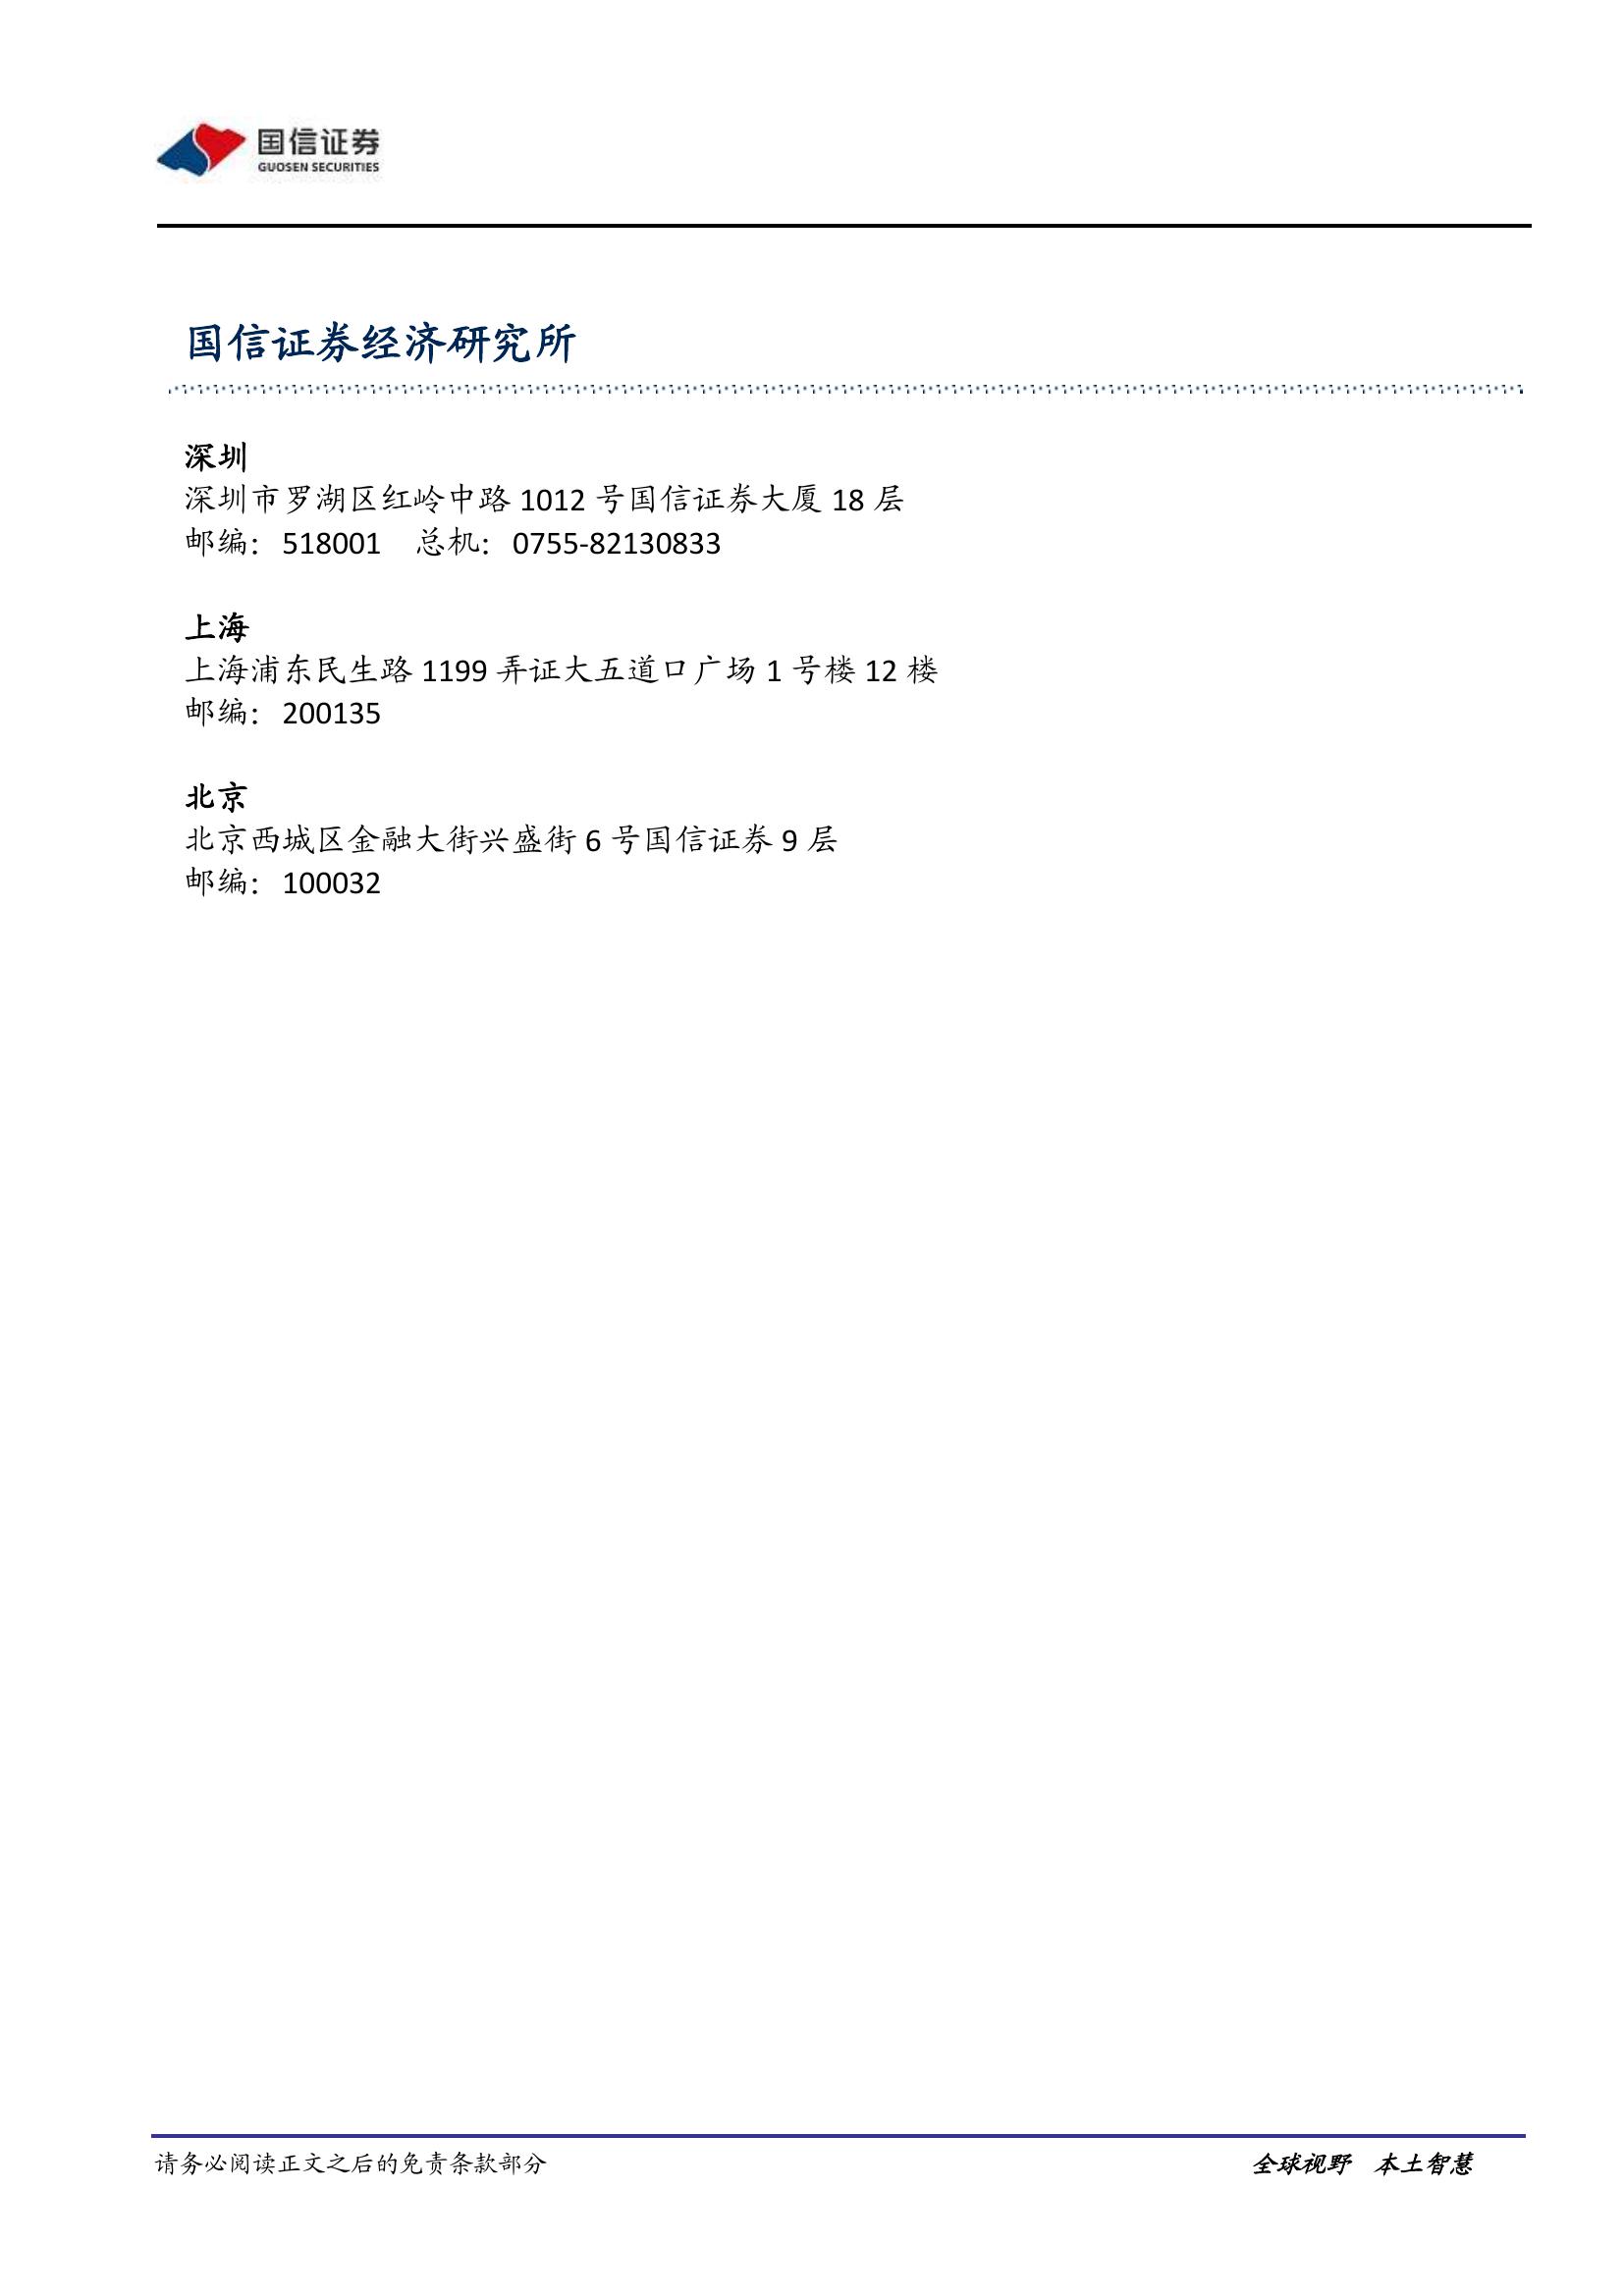 国信证券
GUOSEN SECURITIES
国信证券经济研究所
深圳
深圳市罗湖区红岭中路 1012 号国信证券大厦 18 层
邮编：518001 总机：0755-82130833
上海
上海浦东民生路 1199 弄证大五道口广场 1 号楼 12 楼
邮编：200135
北京
北京西城区金融大街兴盛街 6 号国信证券 9 层
邮编：100032
请务必阅读正文之后的免责条款部分 全球视野 本土智慧